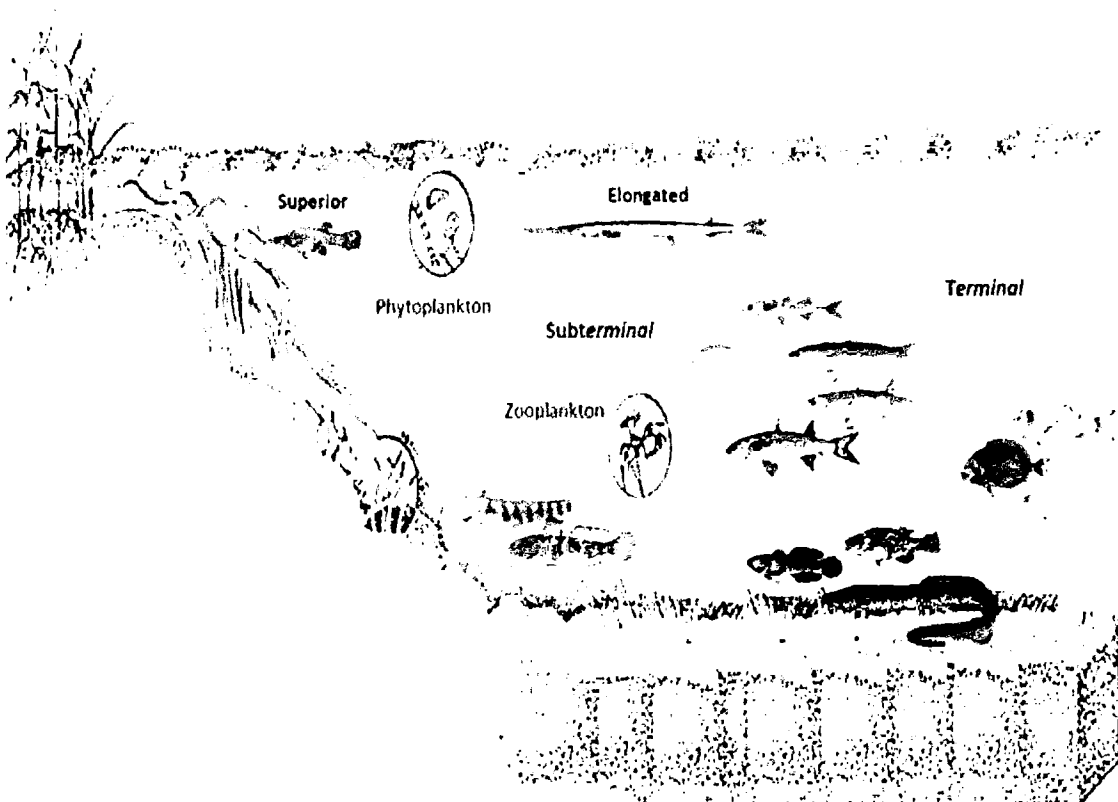 Superior
Elongated
Phytoplankton
Terminal
Subterminal
Zooplankton